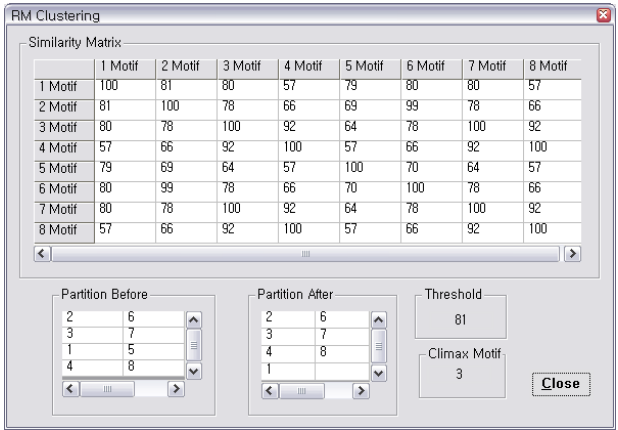 RM Clustering
Similarity Matrix
1 Motif 2 Motif 3 Motif 4 Motif 5 Motif 6 Motif 7 Motif 8 Motif
1 Motif 100 81 80 57 79 80 80 57
2 Motif 81 100 78 66 69 99 78 66
3 Motif 80 78 100 92 64 78 100 92
4 Motif 57 66 92 100 57 66 92 100
5 Motif 79 69 64 57 100 70 64 57
6 Motif 80 99 78 66 70 100 78 66
7 Motif 80 78 100 92 64 78 100 92
8 Motif 57 66 92 100 57 66 92 100
Partition Before
2 6
3 7
1 5
4 8
Partition After
2 6
3 7
4 8
1
Threshold
81
Climax Motif
3
Close